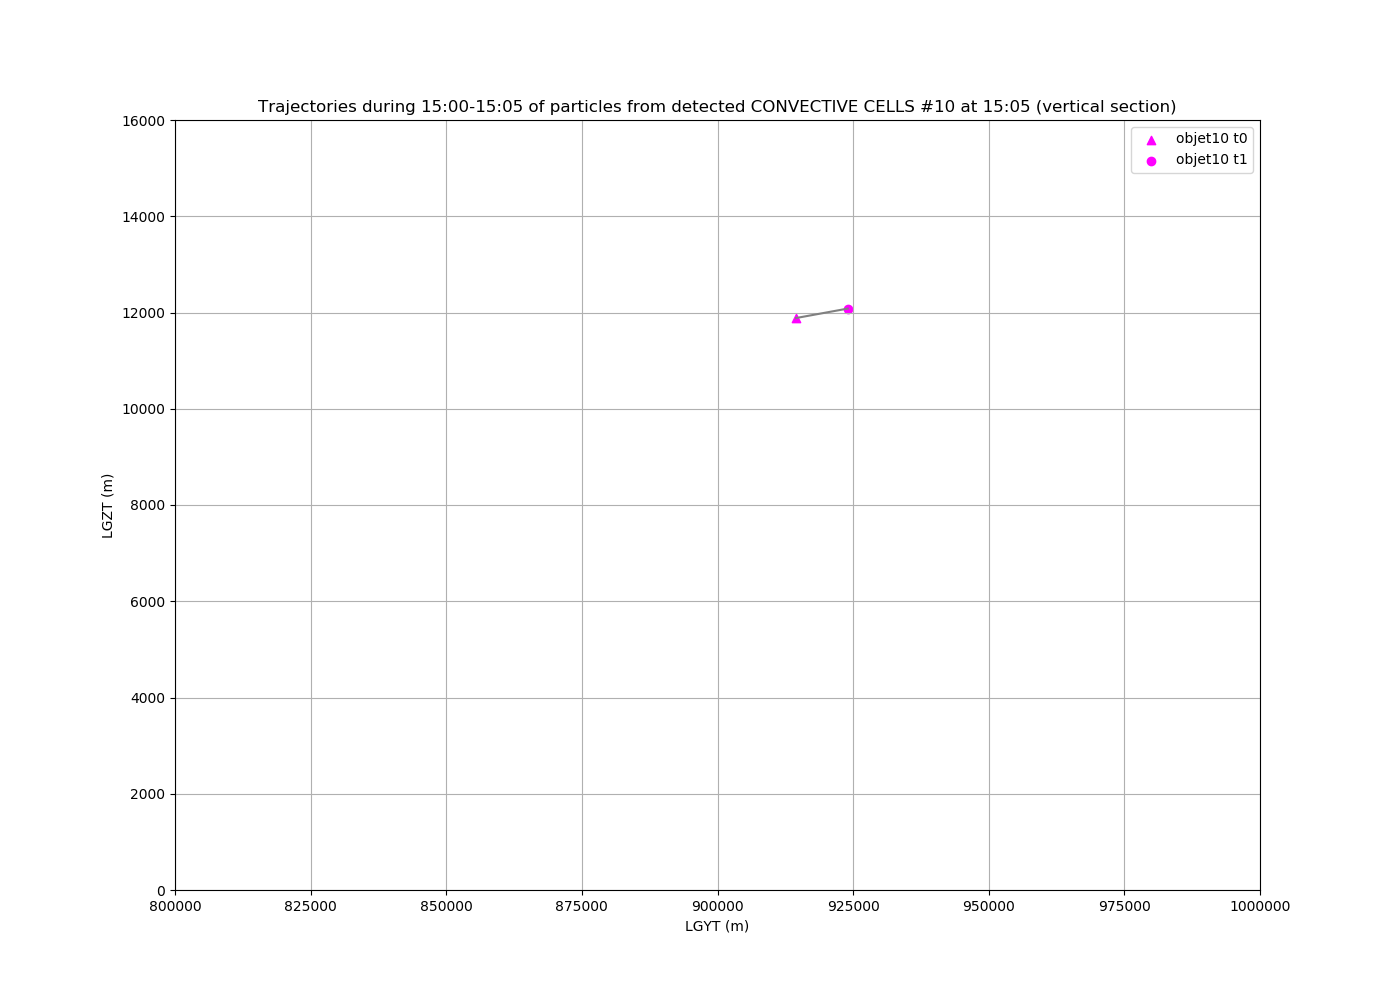 Trajectories during 15:00-15:05 of particles from detected CONVECTIVE CELLS #10 at 15:05 (vertical section)
objet10 t0
objet10 t1
16000
14000
12000
10000
8000
6000
4000
2000
0
LGZT (m)
800000 825000 850000 875000 900000 925000 950000 975000 1000000
LGYT (m)